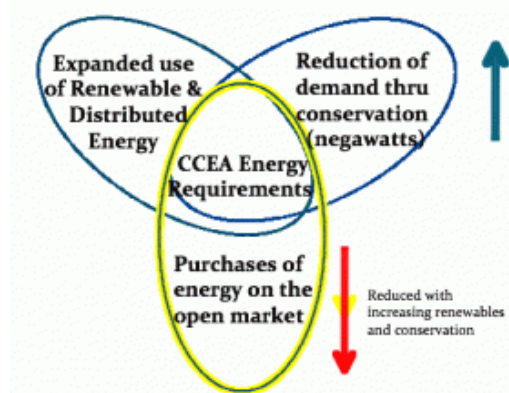 Expanded use
of Renewable &
Distributed
Energy
Reduction of
demand thru
conservation
(negawatts)
CCEA Energy
Requirements
Purchases of
energy on the
open market
Reduced with
increasing renewables
and conservation